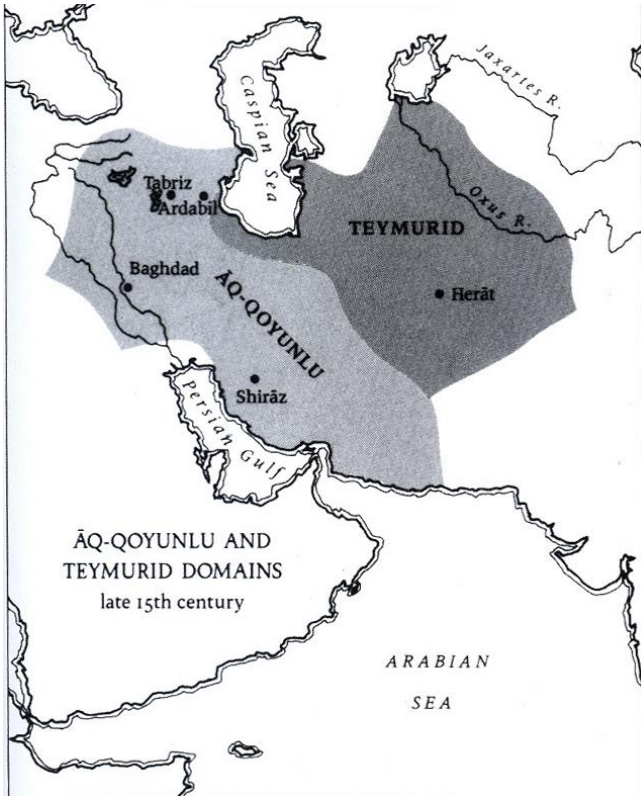 Jaxartes R.
Caspian Sea
Oxus R.
Tabriz
Ardabil
TEYMURID
Baghdad
ĀQ-QOYUNLU
Herāt
Shirāz
Persian Gulf
ĀQ-QOYUNLU AND
TEYMURID DOMAINS
late 15th century
ARABIAN
SEA